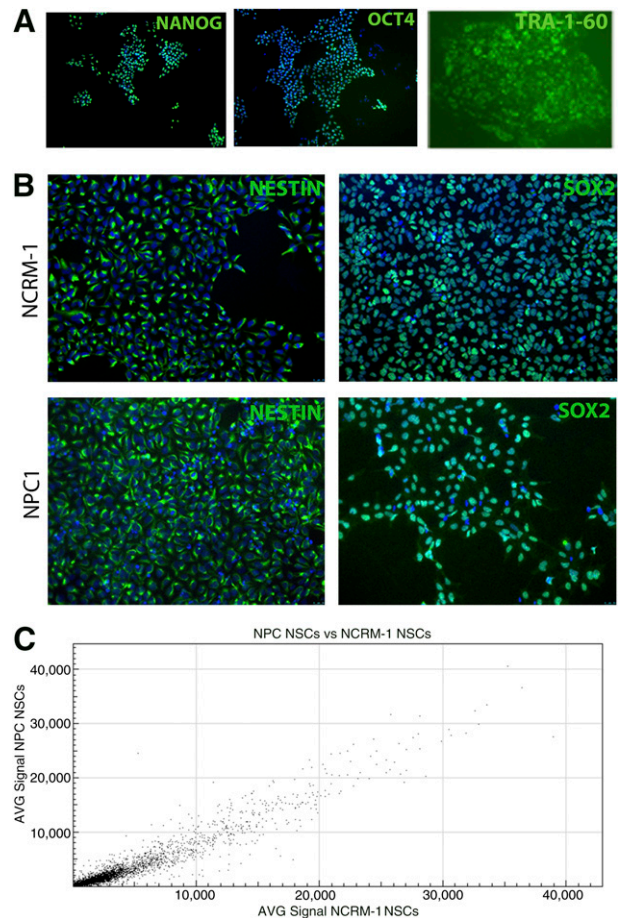 A
NANOG
OCT4
TRA-1-60
B
NCRM-1
NESTIN
SOX2
NPC1
NESTIN
SOX2
C
NPC NSCs vs NCRM-1 NSCs
AVG Signal NPC NSCs
40,000
30,000
20,000
10,000
10,000
20,000
30,000
40,000
AVG Signal NCRM-1 NSCs